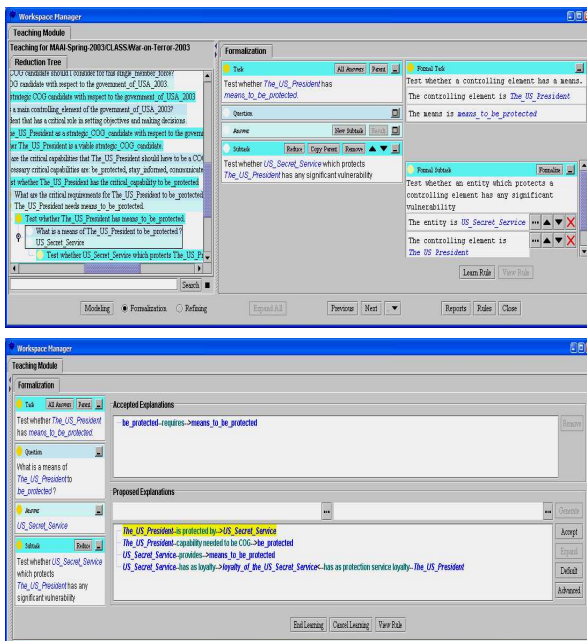 Workspace Manager
Teaching Module
Teaching for MAAI-Spring-2003/CLASS/War-on-Terror-2003
Reduction Tree
COG candidate should I consider for this single_member_force?
OG candidate with respect to the government_of_USA_2003.
strategic COG candidate with respect to the government_of_USA_2003
a main controlling element of the government_of_USA_2003?
dent that has a critical role in setting objectives and making decisions.
e_US_President as a strategic_COG_candidate with respect to the governm
er The_US_President is a viable strategic_COG_candidate.
are the critical capabilities that The_US_President should have to be a COG
ecessary critical capabilities are: be_protected, stay_informed, communicate
st whether The_US_President has the critical_capability to be_protected
What are the critical requirements for The_US_President to be_protected
The_US_President needs means_to_be_protected.
Test whether The_US_President has means_to_be_protected.
What is a means of The_US_President to be_protected ?
US_Secret_Service
Test whether US_Secret_Service which protects The_US_Pr
Search
Formalization
Task All Answers Parent
Test whether The_US_President has
means_to_be_protected.
Question
Answer New Subtask
Subtask Reduce Copy Parent Remove
Test whether US_Secret_Service which protects
The_US_President has any significant vulnerability
Formal Task
Test whether a controlling element has a means.
The controlling element is The_US_President
The means is means_to_be_protected
Formal Subtask Formalize
Test whether an entity which protects a
controlling element has any significant
vulnerability
The entity is US_Secret_Service ...
The controlling element is ...
The US President
Learn Rule View Rule
Modeling Formalization Refining Expand All Previous Next Reports Rules Close
Workspace Manager
Teaching Module
Formalization
Task All Answers Parent
Test whether The_US_President
has means_to_be_protected.
Question
What is a means of
The_US_President to
be_protected ?
Answer
US_Secret_Service
Subtask Reduce
Test whether US_Secret_Service
which protects
The_US_President has any
significant vulnerability
Accepted Explanations
be_protected--requires-->means_to_be_protected
Remove
Proposed Explanations
... ... Generate
The_US_President--is protected by-->US_Secret_Service
The_US_President--capability needed to be COG-->be_protected
US_Secret_Service--provides-->means_to_be_protected
US_Secret_Service--has as loyalty-->loyalty_of_the_US_Secret_Service<--has as protection service loyalty--The_US_President
Accept
Expand
Default
Advanced
End Learning Cancel Learning View Rule